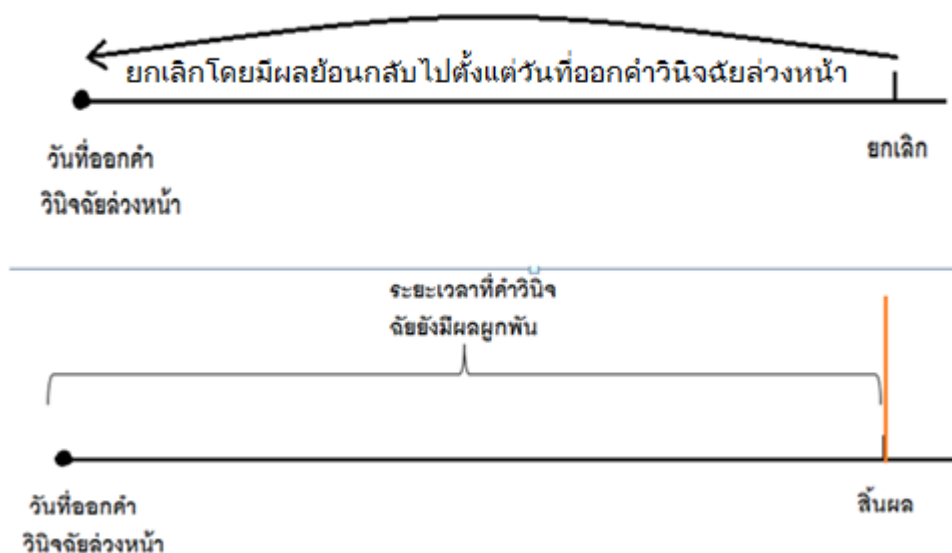 ยกเลิกโดยมีผลย้อนกลับไปตั้งแต่วันที่ออกคำวินิจฉัยล่วงหน้า
วันที่ออกคำ
วินิจฉัยล่วงหน้า
ยกเลิก
ระยะเวลาที่คำวินิจ
ฉัยยังมีผลผูกพัน
วันที่ออกคำ
วินิจฉัยล่วงหน้า
สิ้นผล